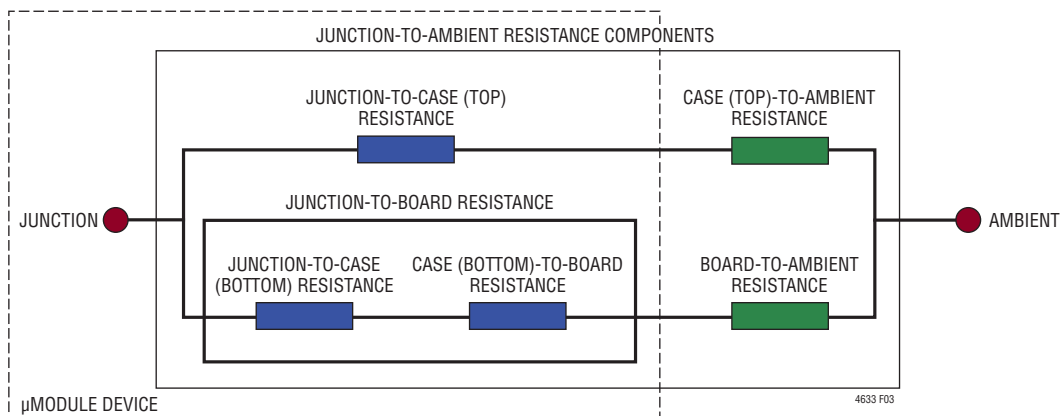 JUNCTION-TO-AMBIENT RESISTANCE COMPONENTS
JUNCTION-TO-CASE (TOP)
RESISTANCE
CASE (TOP)-TO-AMBIENT
RESISTANCE
JUNCTION-TO-BOARD RESISTANCE
JUNCTION
AMBIENT
JUNCTION-TO-CASE
(BOTTOM) RESISTANCE
CASE (BOTTOM)-TO-BOARD
RESISTANCE
BOARD-TO-AMBIENT
RESISTANCE
4633 F03
µMODULE DEVICE